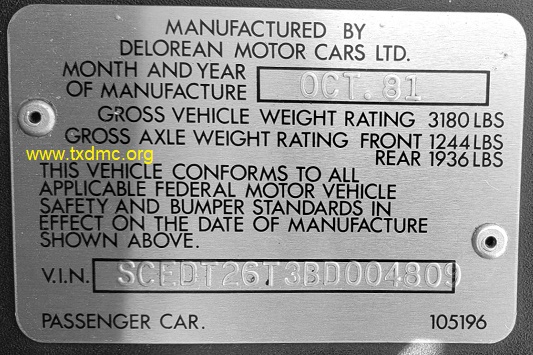 MANUFACTURED BY
DELOREAN MOTOR CARS LTD.
MONTH AND YEAR
OF MANUFACTURE OCT.81
GROSS VEHICLE WEIGHT RATING 3180 LBS
GROSS AXLE WEIGHT RATING FRONT 1244 LBS
www.txdmc.org REAR 1936 LBS
THIS VEHICLE CONFORMS TO ALL
APPLICABLE FEDERAL MOTOR VEHICLE
SAFETY AND BUMPER STANDARDS IN
EFFECT ON THE DATE OF MANUFACTURE
SHOWN ABOVE.
V.I.N. SCEDT26T3BD004809
PASSENGER CAR. 105196